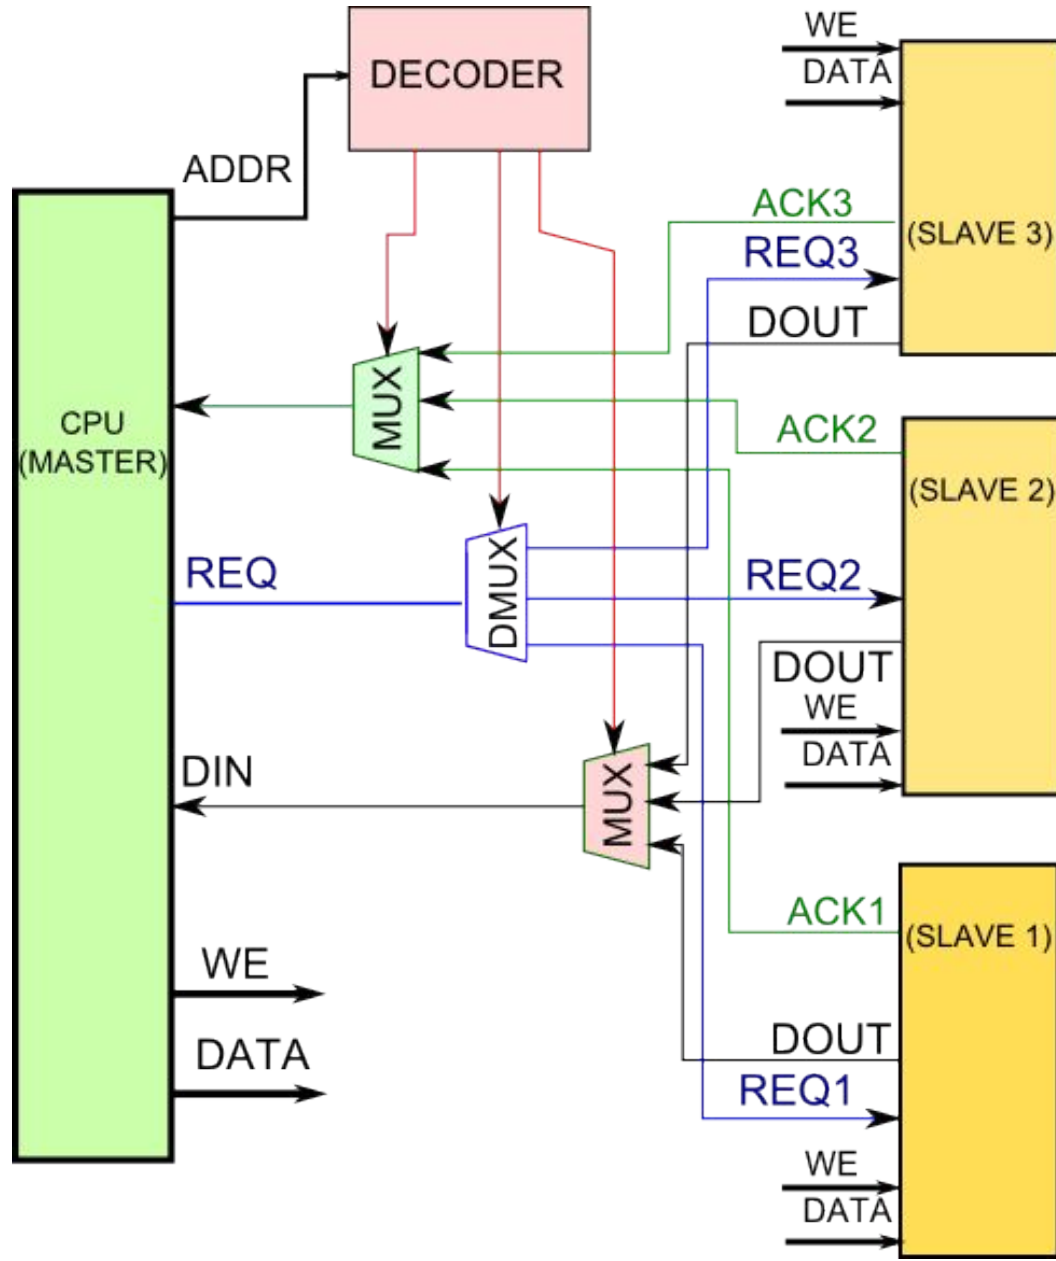 DECODER
ADDR
CPU
(MASTER)
MUX
REQ
DMUX
DIN
MUX
WE
DATA
WE
DATA
ACK3
(SLAVE 3)
REQ3
DOUT
ACK2
(SLAVE 2)
REQ2
DOUT
WE
DATA
ACK1
(SLAVE 1)
DOUT
REQ1
WE
DATA